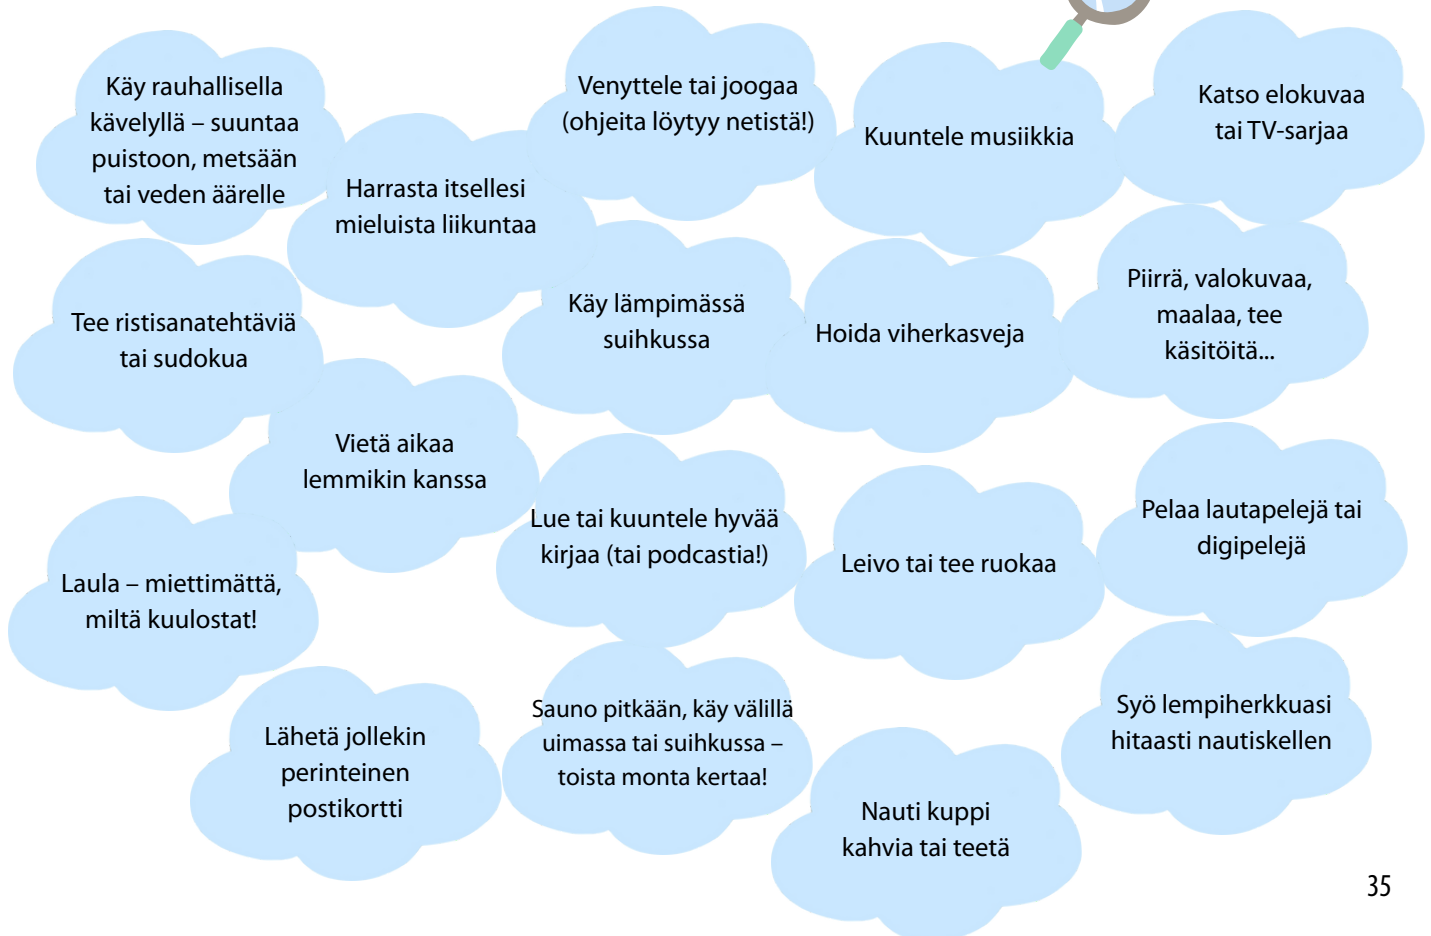 Käy rauhallisella
kävelyllä – suuntaa
puistoon, metsään
tai veden äärelle
Harrasta itsellesi
mieluista liikuntaa
Venyttele tai joogaa
(ohjeita löytyy netistä!)
Kuuntele musiikkia
Katso elokuvaa
tai TV-sarjaa
Tee ristisanatehtäviä
tai sudokua
Käy lämpimässä
suihkussa
Hoida viherkasveja
Piirrä, valokuvaa,
maalaa, tee
käsitöitä...
Vietä aikaa
lemmikin kanssa
Lue tai kuuntele hyvää
kirjaa (tai podcastia!)
Leivo tai tee ruokaa
Pelaa lautapelejä tai
digipelejä
Laula – miettimättä,
miltä kuulostat!
Lähetä jollekin
perinteinen
postikortti
Sauno pitkään, käy välillä
uimassa tai suihkussa –
toista monta kertaa!
Nauti kuppi
kahvia tai teetä
Syö lempiherkkuasi
hitaasti nautiskellen
35